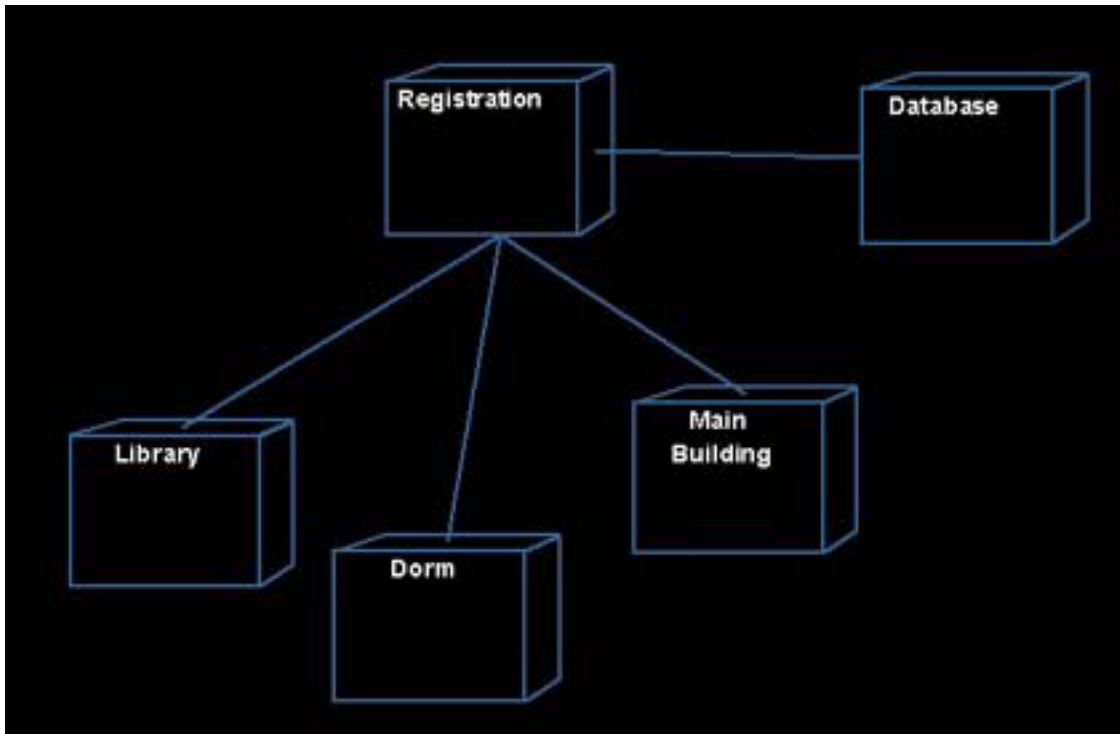 Registration
Database
Library
Main
Building
Dorm